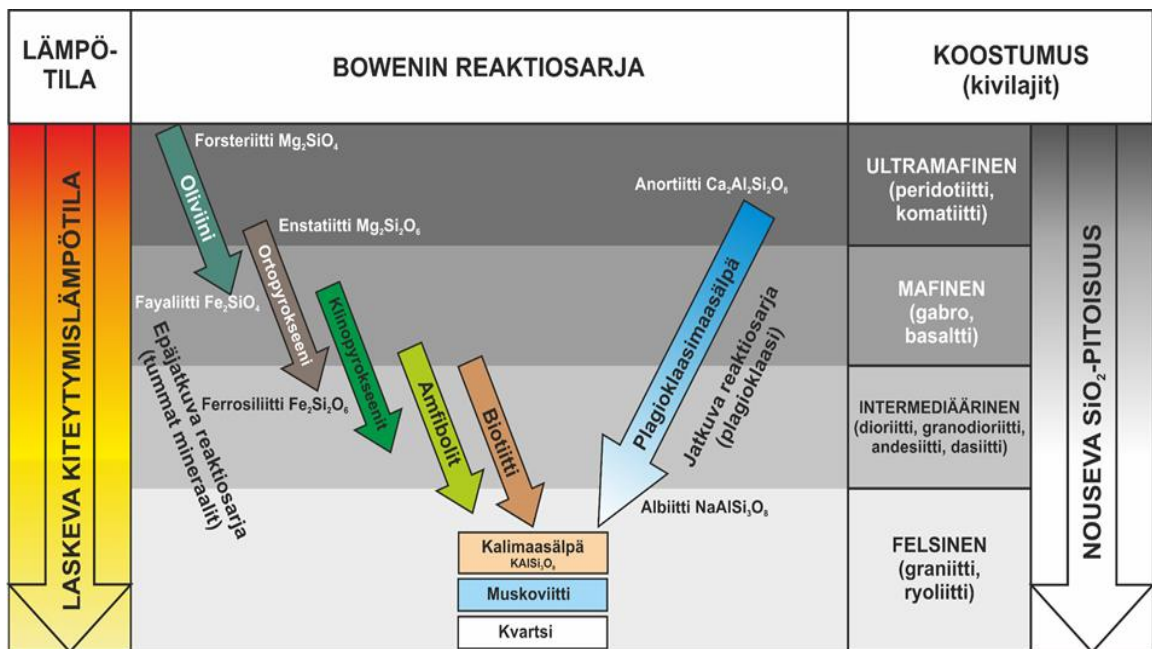 LÄMPÖ-
TILA
BOWENIN REAKTIOSARJA
KOOSTUMUS
(kivilajit)
LASKEVA KITEYTYMISLÄMPÖTILA
Forsteriitti Mg₂SiO₄
Oliviini
Fayaliitti Fe₂SiO₄
Enstatiitti Mg₂Si₂O₆
Ortopyrokseeni
Ferrosiliitti Fe₂Si₂O₆
Klinopyrokseenit
Amfibolit
Biotiitti
Epäjatkuva reaktiosarja
(tummat mineraalit)
Anortiitti Ca₂Al₂Si₂O₈
Plagioklaasimaasälpä
Jatkuva reaktiosarja
(plagioklaasi)
Albiitti NaAlSi₃O₈
Kalimaasälpä
KAlSi₃O₈
Muskoviitti
Kvartsi
ULTRAMAFINEN
(peridotiitti,
komatiitti)
MAFINEN
(gabro,
basaltti)
INTERMEDIÄÄRINEN
(dioriitti, granodioriitti,
andesiitti, dasiitti)
FELSINEN
(graniitti,
ryoliitti)
NOUSEVA SiO₂-PITOISUUS